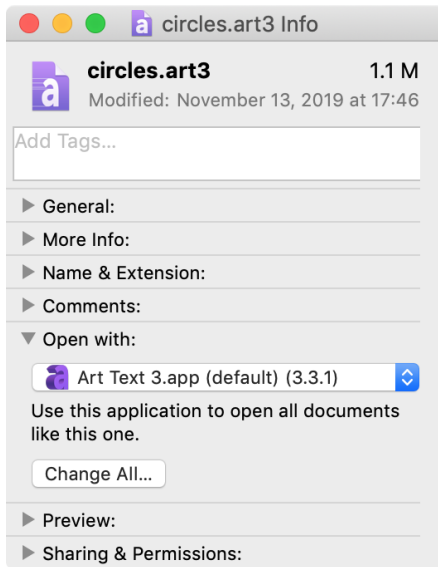 circles.art3 Info
circles.art3 1.1 M
Modified: November 13, 2019 at 17:46
Add Tags...
General:
More Info:
Name & Extension:
Comments:
Open with:
Art Text 3.app (default) (3.3.1)
Use this application to open all documents
like this one.
Change All...
Preview:
Sharing & Permissions: